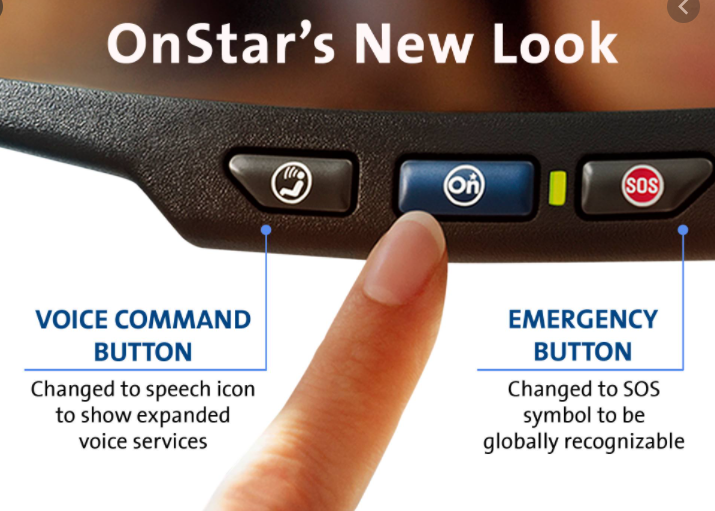 OnStar's New Look
On
SOS
VOICE COMMAND
BUTTON
Changed to speech icon
to show expanded
voice services
EMERGENCY
BUTTON
Changed to SOS
symbol to be
globally recognizable